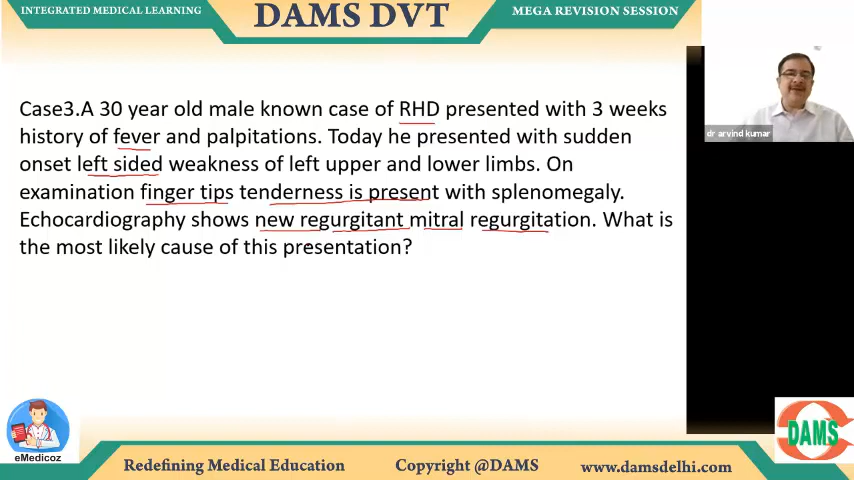 INTEGRATED MEDICAL LEARNING
DAMS DVT
MEGA REVISION SESSION
Case3.A 30 year old male known case of RHD presented with 3 weeks
history of fever and palpitations. Today he presented with sudden
onset left sided weakness of left upper and lower limbs. On
examination finger tips tenderness is present with splenomegaly.
Echocardiography shows new regurgitant mitral regurgitation. What is
the most likely cause of this presentation?
dr arvind kumar
DAMS
eMedicoz
Redefining Medical Education
Copyright @DAMS
www.damsdelhi.com